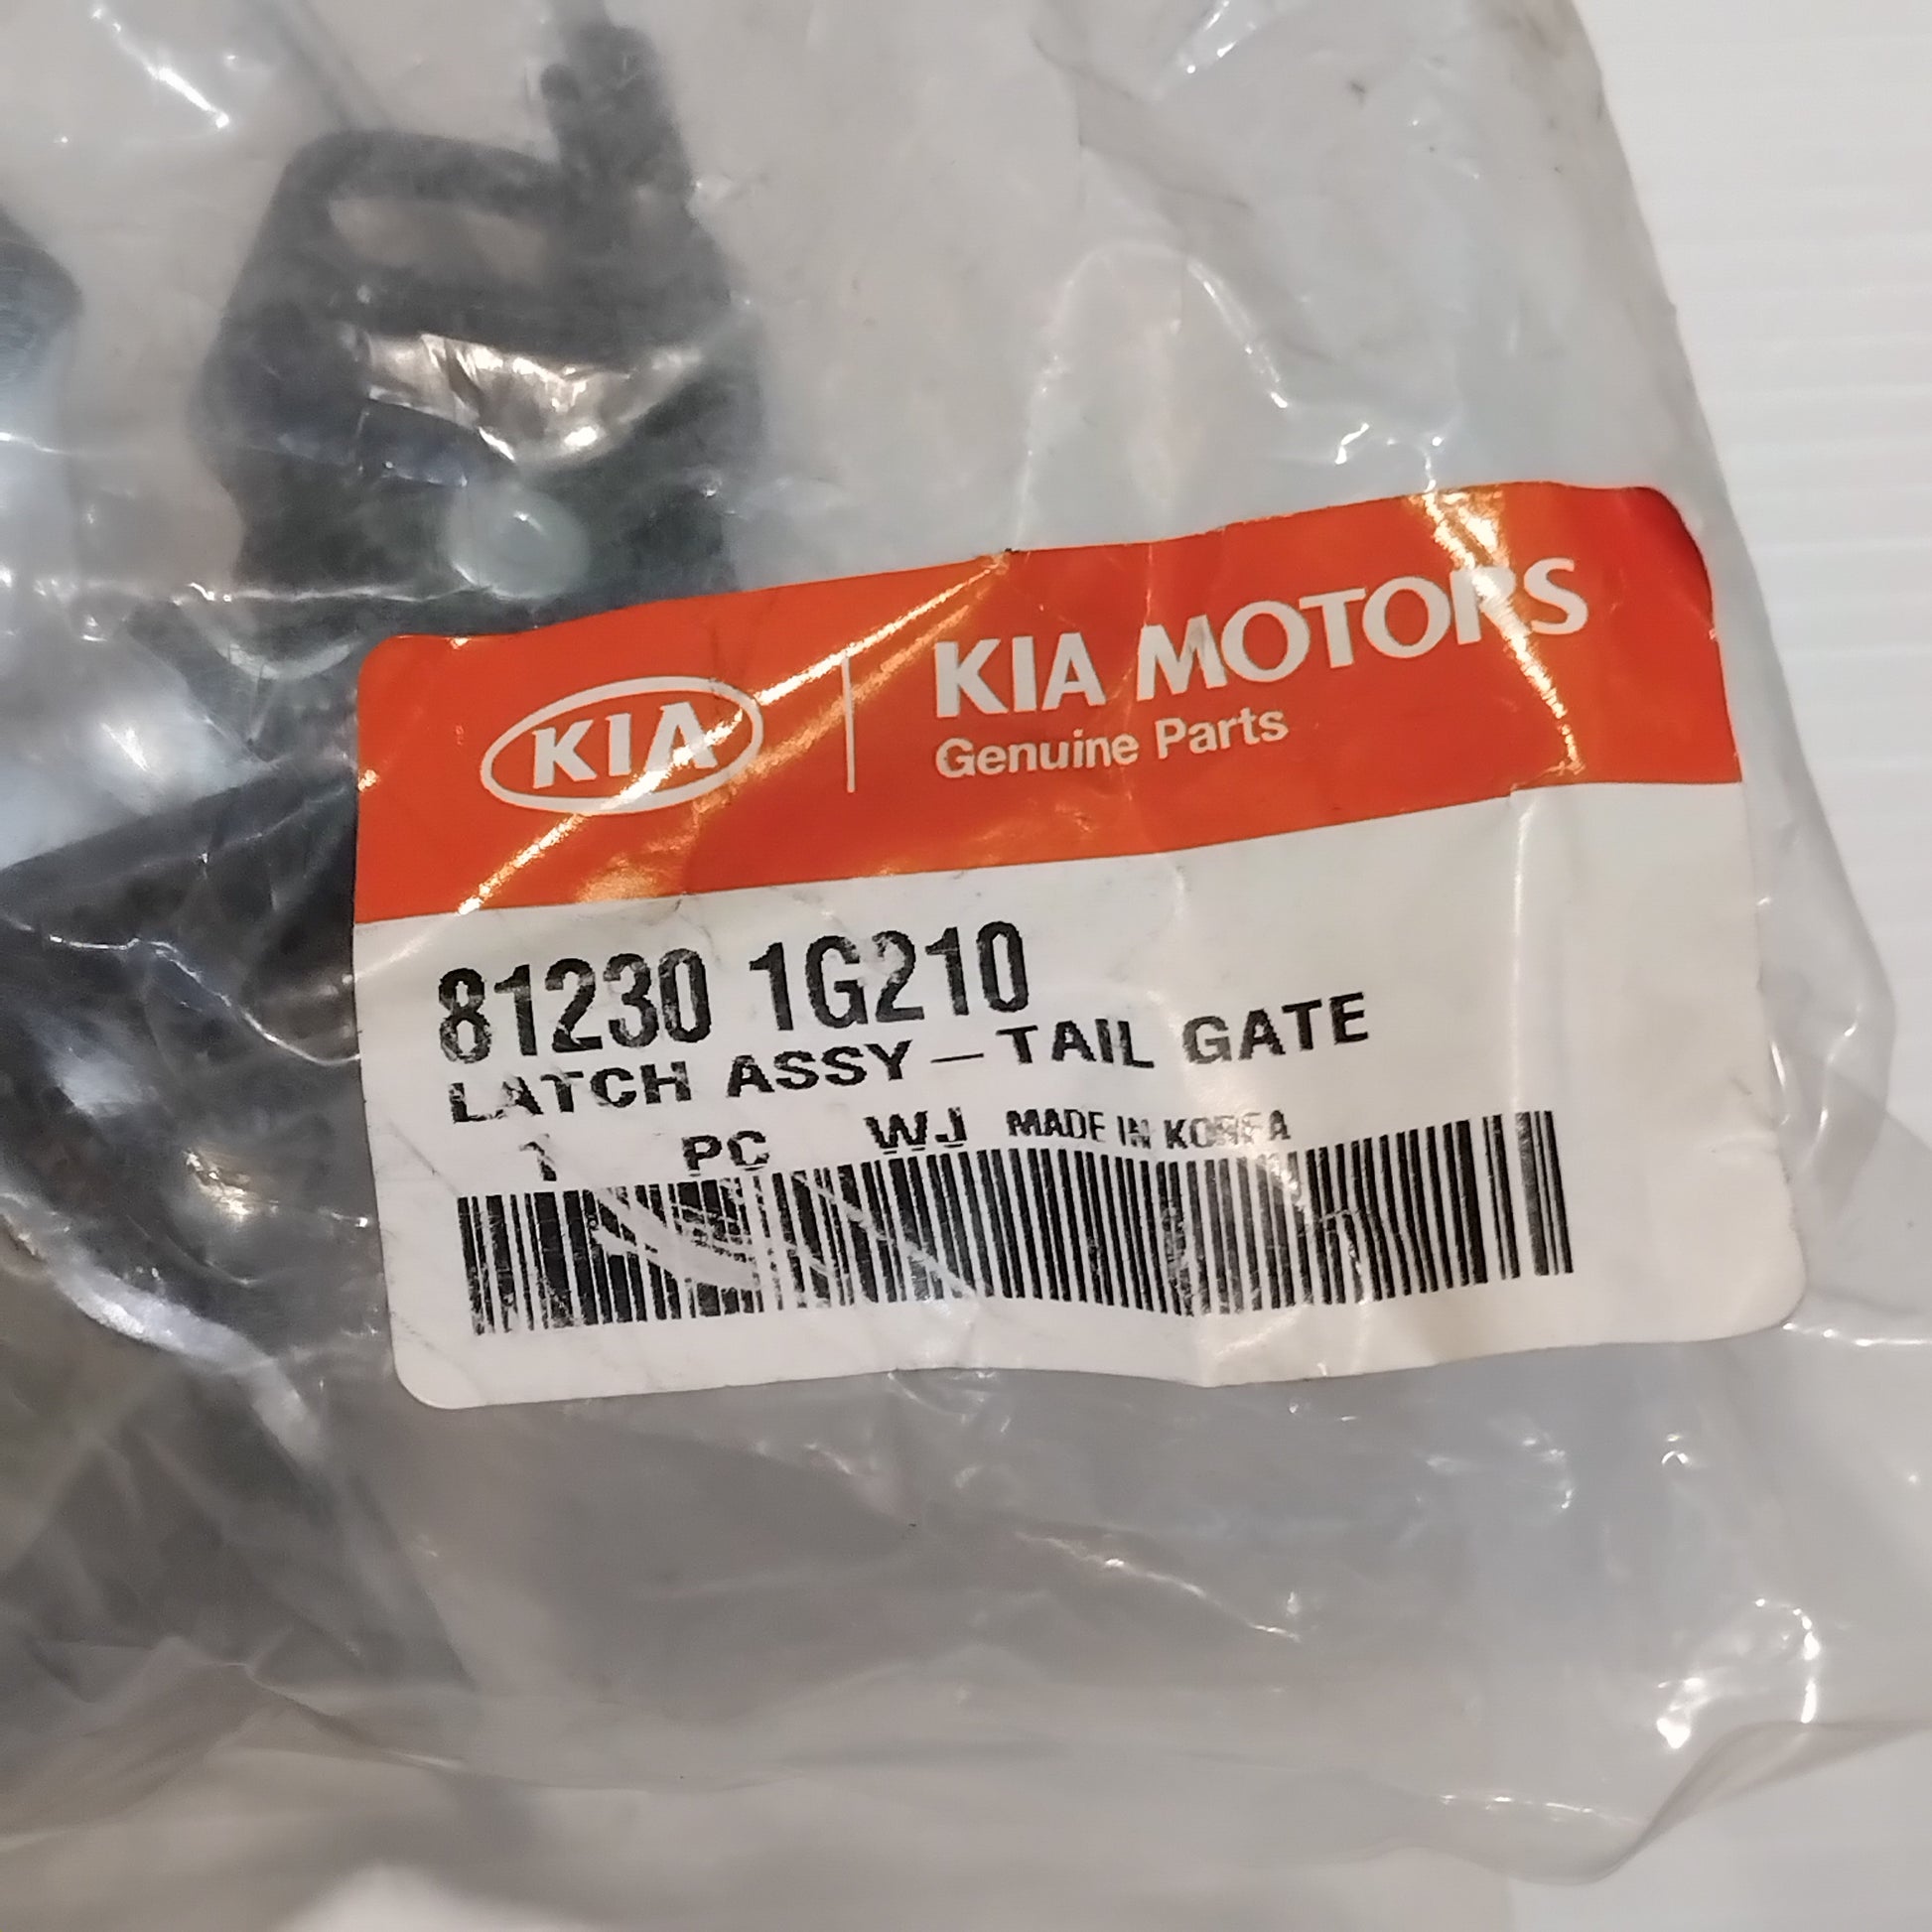 KIA
KIA MOTORS
Genuine Parts
81230 1G210
LATCH ASSY-TAIL GATE
1 PC WJ MADE IN KOREA